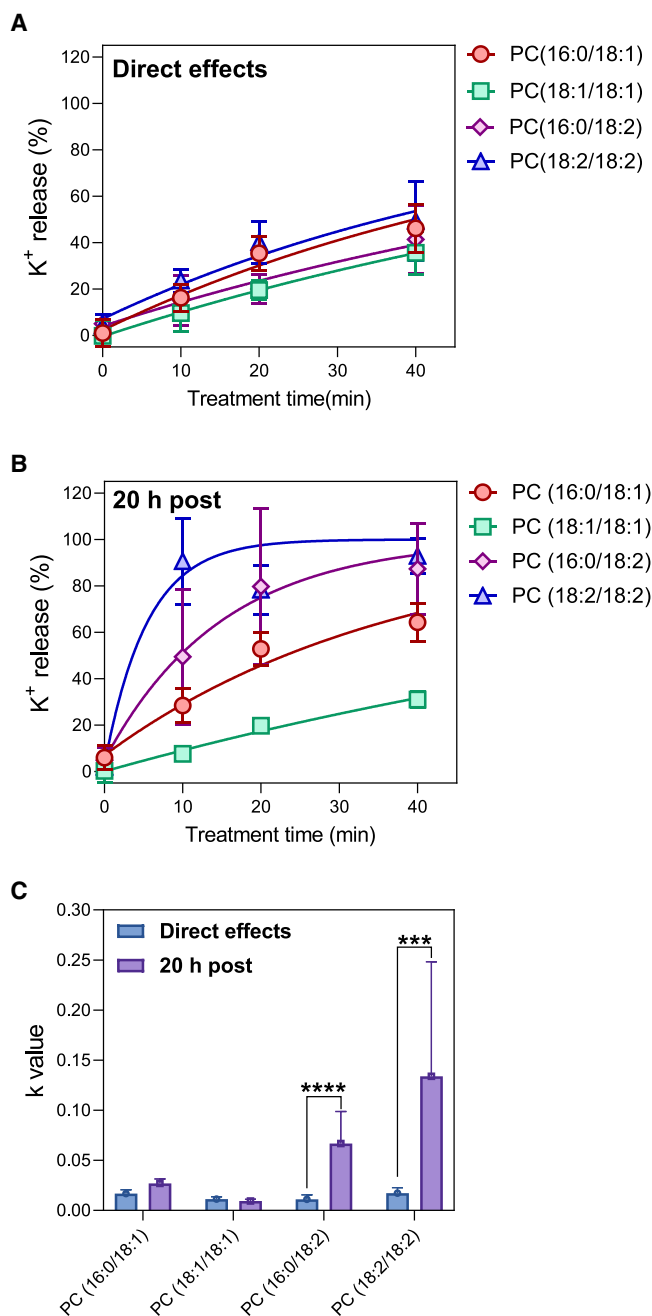 A
Direct effects
K+ release (%)
120
100
80
60
40
20
0
0 10 20 30 40
Treatment time(min)
PC(16:0/18:1)
PC(18:1/18:1)
PC(16:0/18:2)
PC(18:2/18:2)
B
20 h post
K+ release (%)
120
100
80
60
40
20
0
0 10 20 30 40
Treatment time (min)
PC (16:0/18:1)
PC (18:1/18:1)
PC (16:0/18:2)
PC (18:2/18:2)
C
Direct effects
20 h post
k value
0.30
0.25
0.20
0.15
0.10
0.05
0.00
****
***
PC (16:0/18:1)
PC (18:1/18:1)
PC (16:0/18:2)
PC (18:2/18:2)